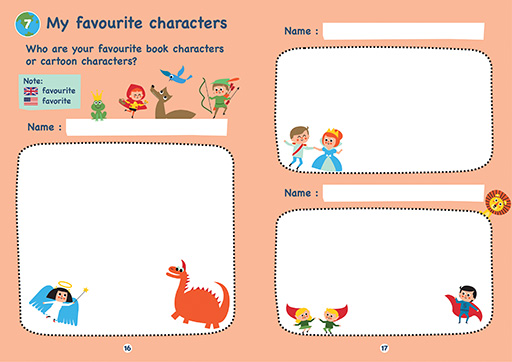 7 My favourite characters
Who are your favourite book characters
or cartoon characters?
Note:
favourite
favorite
Name :
16
Name :
Name :
17